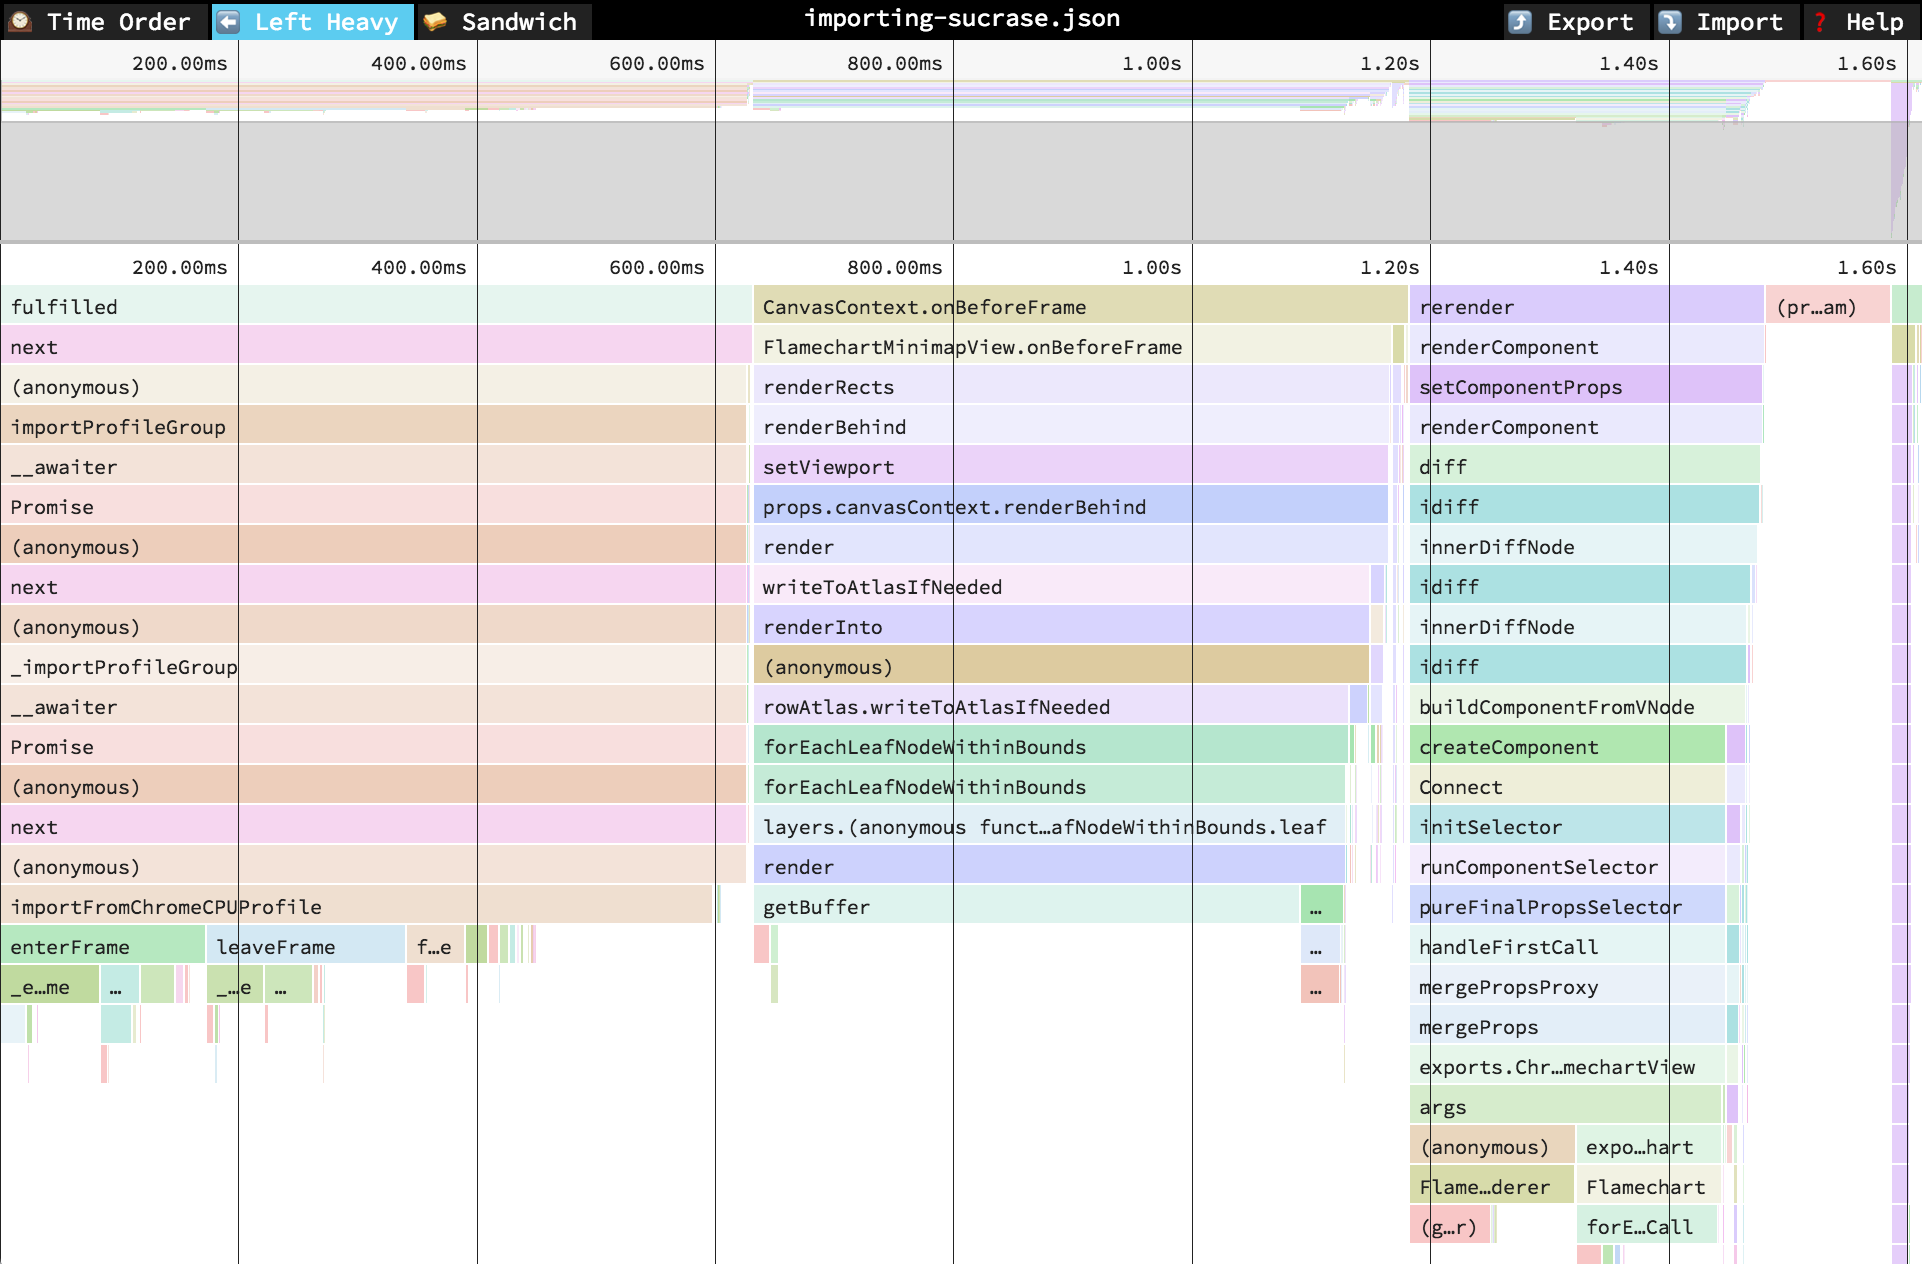 Time Order Left Heavy Sandwich importing-sucrase.json Export Import ? Help
200.00ms 400.00ms 600.00ms 800.00ms 1.00s 1.20s 1.40s 1.60s
200.00ms 400.00ms 600.00ms 800.00ms 1.00s 1.20s 1.40s 1.60s
fulfilled CanvasContext.onBeforeFrame rerender (pr…am)
next FlamechartMinimapView.onBeforeFrame renderComponent
(anonymous) renderRects setComponentProps
importProfileGroup renderBehind renderComponent
__awaiter setViewport diff
Promise props.canvasContext.renderBehind idiff
(anonymous) render innerDiffNode
next writeToAtlasIfNeeded idiff
(anonymous) renderInto innerDiffNode
_importProfileGroup (anonymous) idiff
__awaiter rowAtlas.writeToAtlasIfNeeded buildComponentFromVNode
Promise forEachLeafNodeWithinBounds createComponent
(anonymous) forEachLeafNodeWithinBounds Connect
next layers.(anonymous funct…afNodeWithinBounds.leaf initSelector
(anonymous) render runComponentSelector
importFromChromeCPUProfile getBuffer … pureFinalPropsSelector
enterFrame leaveFrame f…e … handleFirstCall
_e…me … _…e … … mergePropsProxy
mergeProps
exports.Chr…mechartView
args
(anonymous) expo…hart
Flame…derer Flamechart
(g…r) forE…Call